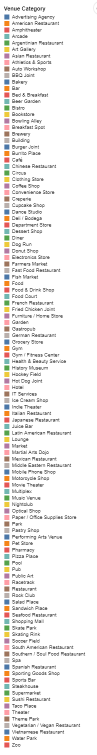 Venue Category
Advertising Agency
American Restaurant
Amphitheater
Arcade
Argentinian Restaurant
Art Gallery
Asian Restaurant
Athletics & Sports
Auto Workshop
BBQ Joint
Bakery
Bar
Bed & Breakfast
Beer Garden
Bistro
Bookstore
Bowling Alley
Breakfast Spot
Brewery
Building
Burger Joint
Burrito Place
Café
Chinese Restaurant
Circus
Clothing Store
Coffee Shop
Convenience Store
Creperie
Cupcake Shop
Dance Studio
Deli / Bodega
Department Store
Dessert Shop
Diner
Dog Run
Donut Shop
Electronics Store
Farmers Market
Fast Food Restaurant
Fish Market
Food
Food & Drink Shop
Food Court
French Restaurant
Fried Chicken Joint
Furniture / Home Store
Garden
Gastropub
German Restaurant
Grocery Store
Gym
Gym / Fitness Center
Health & Beauty Service
History Museum
Hockey Field
Hot Dog Joint
Hotel
IT Services
Ice Cream Shop
Indie Theater
Italian Restaurant
Japanese Restaurant
Juice Bar
Latin American Restaurant
Lounge
Market
Martial Arts Dojo
Mexican Restaurant
Middle Eastern Restaurant
Mobile Phone Shop
Motorcycle Shop
Movie Theater
Multiplex
Music Venue
Nightclub
Optical Shop
Paper / Office Supplies Store
Park
Pastry Shop
Performing Arts Venue
Pet Store
Pharmacy
Pizza Place
Pool
Pub
Public Art
Racetrack
Restaurant
Rock Club
Salad Place
Sandwich Place
Seafood Restaurant
Shopping Mall
Skate Park
Skating Rink
Soccer Field
South American Restaurant
Southern / Soul Food Restaurant
Spa
Spanish Restaurant
Sporting Goods Shop
Sports Bar
Steakhouse
Supermarket
Sushi Restaurant
Taco Place
Theater
Theme Park
Vegetarian / Vegan Restaurant
Vietnamese Restaurant
Water Park
Zoo